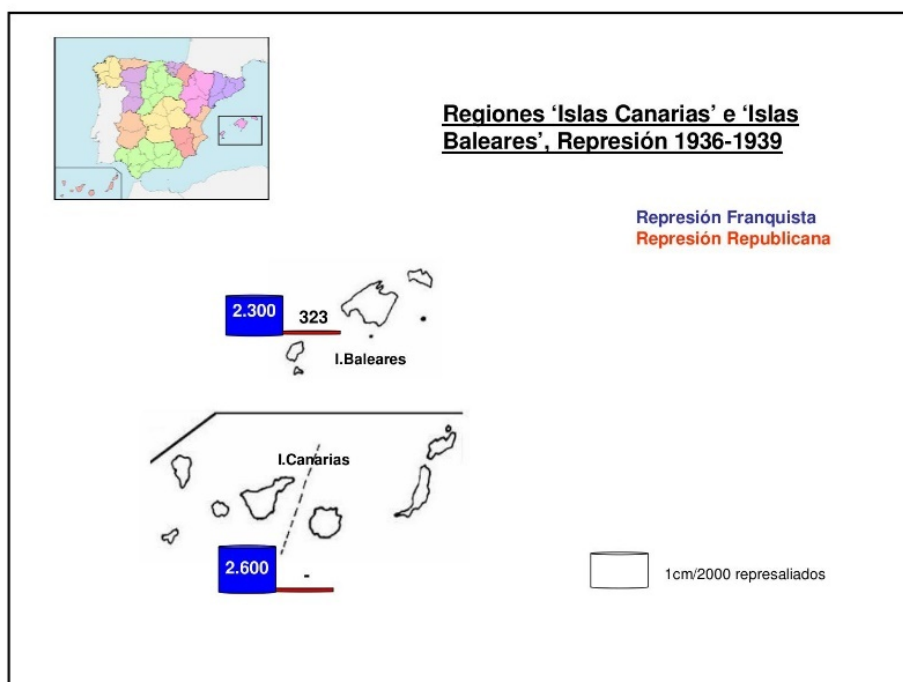 Regiones ‘Islas Canarias’ e ‘Islas
Baleares’, Represión 1936-1939
Represión Franquista
Represión Republicana
2.300
323
I.Baleares
I.Canarias
2.600
-
1cm/2000 represaliados